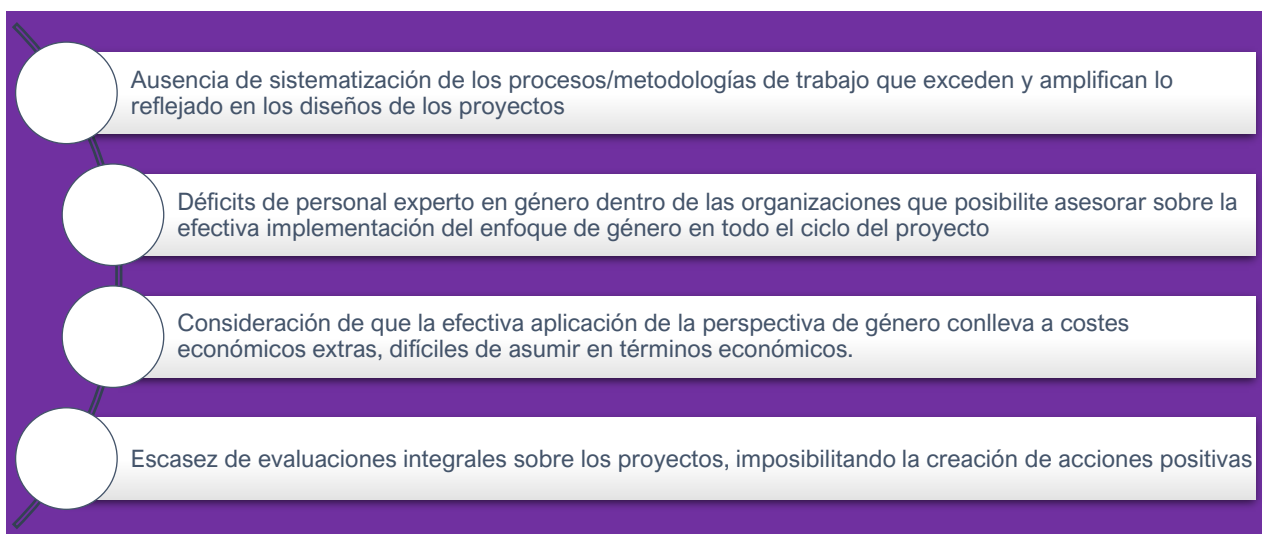 Ausencia de sistematización de los procesos/metodologías de trabajo que exceden y amplifican lo
reflejado en los diseños de los proyectos
Déficits de personal experto en género dentro de las organizaciones que posibilite asesorar sobre la
efectiva implementación del enfoque de género en todo el ciclo del proyecto
Consideración de que la efectiva aplicación de la perspectiva de género conlleva a costes
económicos extras, difíciles de asumir en términos económicos.
Escasez de evaluaciones integrales sobre los proyectos, imposibilitando la creación de acciones positivas